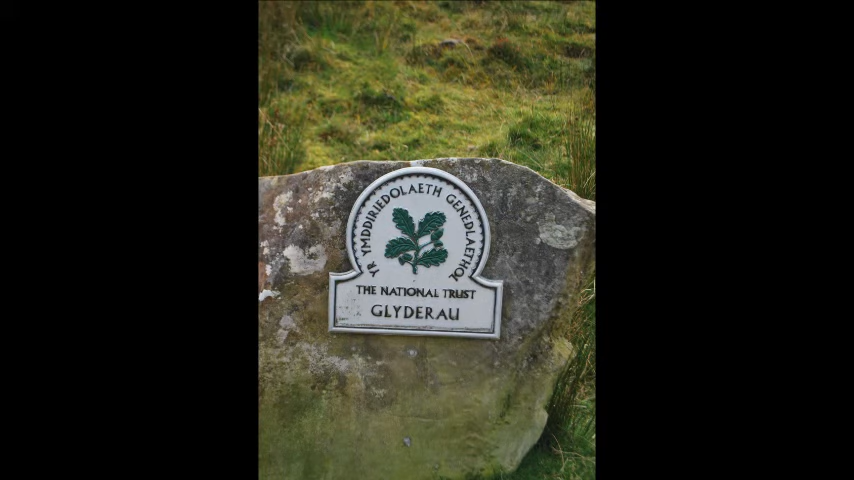 YR YMDDIRIEDOLAETH GENEDLAETHOL
THE NATIONAL TRUST
GLYDERAU